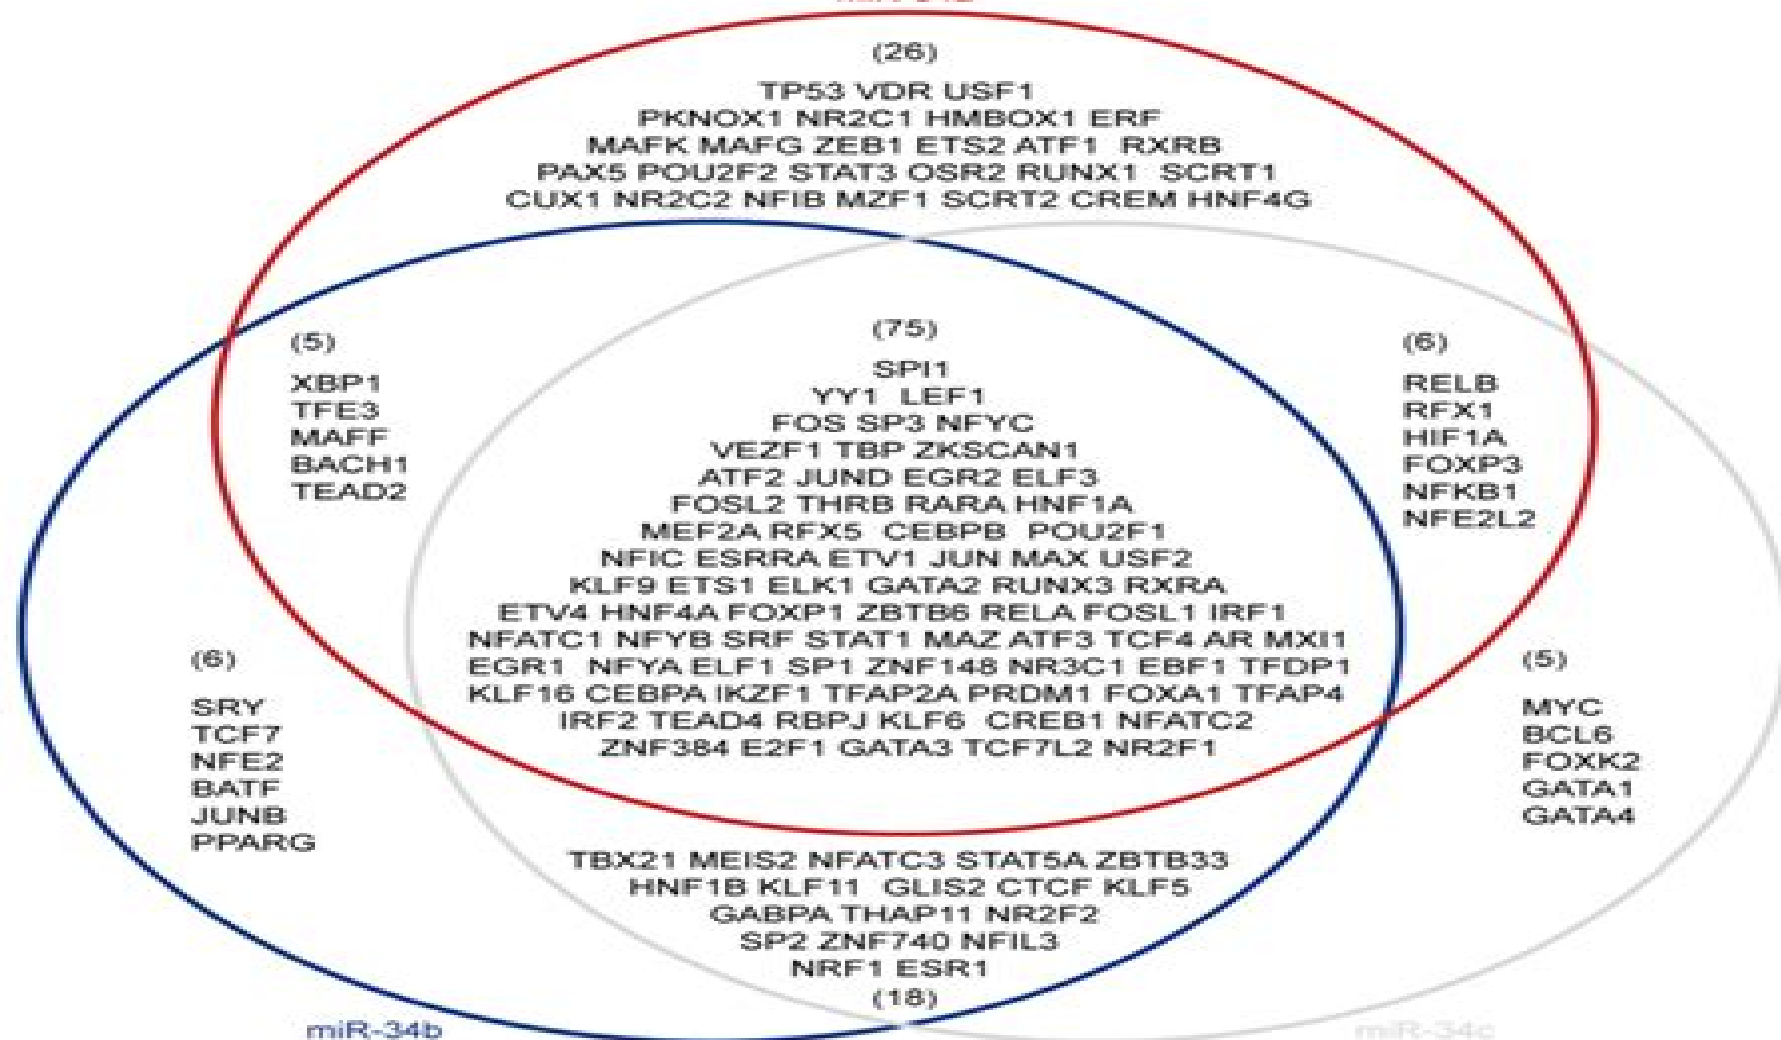 (26)
TP53 VDR USF1
PKNOX1 NR2C1 HMBOX1 ERF
MAFK MAFG ZEB1 ETS2 ATF1 RXRB
PAX5 POU2F2 STAT3 OSR2 RUNX1 SCRT1
CUX1 NR2C2 NFIB MZF1 SCRT2 CREM HNF4G
(5)
XBP1
TFE3
MAFF
BACH1
TEAD2
(75)
SPI1
YY1 LEF1
FOS SP3 NFYC
VEZF1 TBP ZKSCAN1
ATF2 JUND EGR2 ELF3
FOSL2 THRB RARA HNF1A
MEF2A RFX5 CEBPB POU2F1
NFIC ESRRA ETV1 JUN MAX USF2
KLF9 ETS1 ELK1 GATA2 RUNX3 RXRA
ETV4 HNF4A FOXP1 ZBTB6 RELA FOSL1 IRF1
NFATC1 NFYB SRF STAT1 MAZ ATF3 TCF4 AR MXI1
EGR1 NFYA ELF1 SP1 ZNF148 NR3C1 EBF1 TFDP1
KLF16 CEBPA IKZF1 TFAP2A PRDM1 FOXA1 TFAP4
IRF2 TEAD4 RBPJ KLF6 CREB1 NFATC2
ZNF384 E2F1 GATA3 TCF7L2 NR2F1
(6)
RELB
RFX1
HIF1A
FOXP3
NFKB1
NFE2L2
(6)
SRY
TCF7
NFE2
BATF
JUNB
PPARG
(5)
MYC
BCL6
FOXK2
GATA1
GATA4
TBX21 MEIS2 NFATC3 STAT5A ZBTB33
HNF1B KLF11 GLIS2 CTCF KLF5
GABPA THAP11 NR2F2
SP2 ZNF740 NFIL3
NRF1 ESR1
(18)
miR-34b
miR-34c